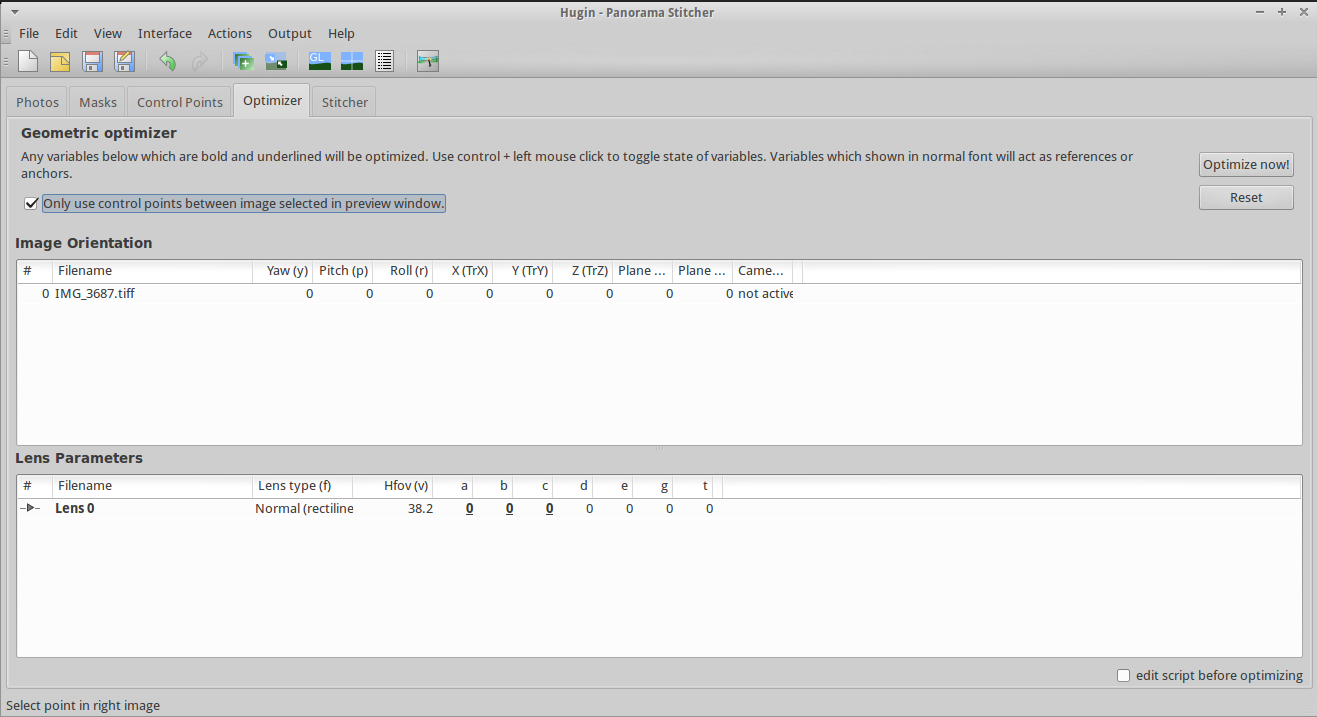 Hugin - Panorama Stitcher
File Edit View Interface Actions Output Help
GL
Photos Masks Control Points Optimizer Stitcher
Geometric optimizer
Any variables below which are bold and underlined will be optimized. Use control + left mouse click to toggle state of variables. Variables which shown in normal font will act as references or
anchors.
Optimize now!
Only use control points between image selected in preview window.
Reset
Image Orientation
# Filename Yaw (y) Pitch (p) Roll (r) X (TrX) Y (TrY) Z (TrZ) Plane ... Plane ... Came...
0 IMG_3687.tiff 0 0 0 0 0 0 0 0 not active
Lens Parameters
# Filename Lens type (f) Hfov (v) a b c d e g t
Lens 0 Normal (rectiline 38.2 0 0 0 0 0 0 0
edit script before optimizing
Select point in right image